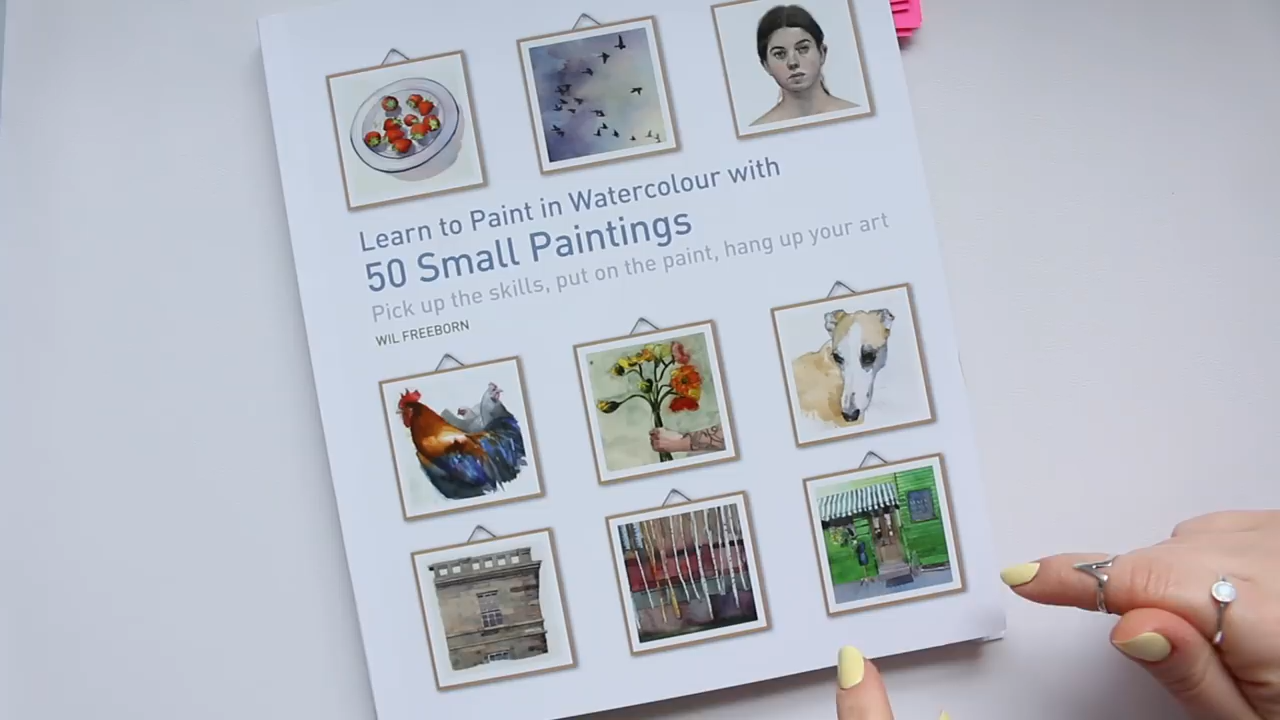 Learn to Paint in Watercolour with
50 Small Paintings
Pick up the skills, put on the paint, hang up your art
WIL FREEBORN